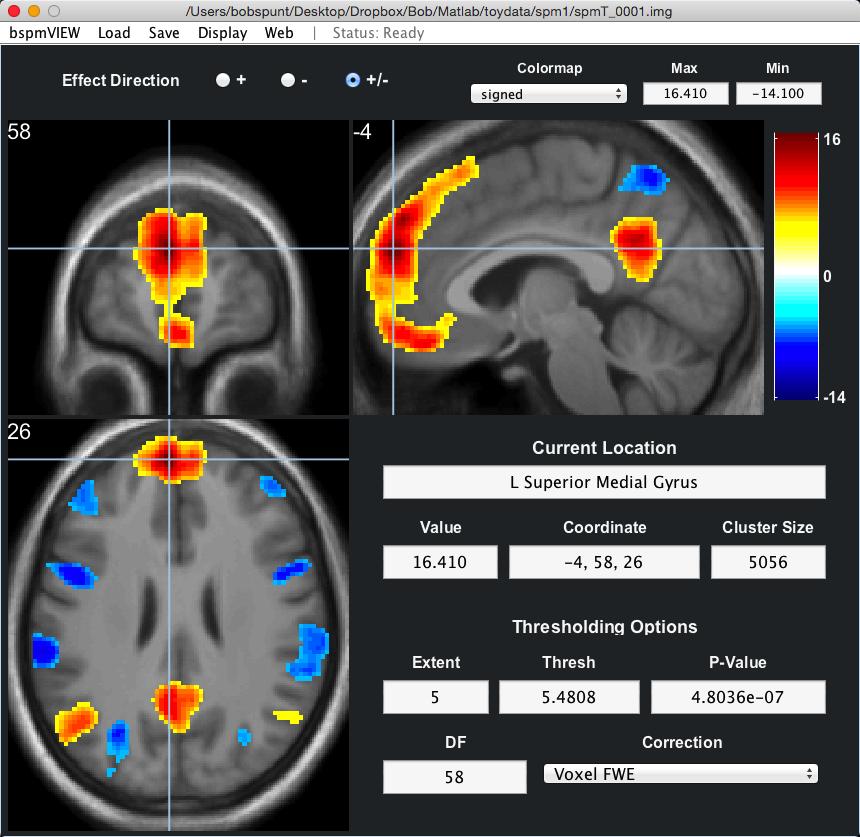 /Users/bobspunt/Desktop/Dropbox/Bob/Matlab/toydata/spm1/spmT_0001.img
bspmVIEW Load Save Display Web | Status: Ready
Colormap Max Min
Effect Direction + - +/-
signed 16.410 -14.100
58 -4
16
0
-14
26
Current Location
L Superior Medial Gyrus
Value Coordinate Cluster Size
16.410 -4, 58, 26 5056
Thresholding Options
Extent Thresh P-Value
5 5.4808 4.8036e-07
DF Correction
58 Voxel FWE